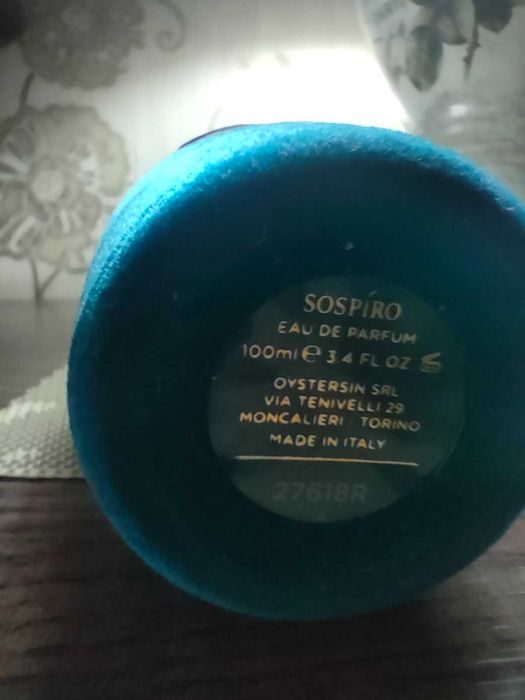 SOSPIRO
EAU DE PARFUM
100ml ℮ 3.4 FL OZ
OYSTERSIN SRL
VIA TENIVELLI 29
MONCALIERI · TORINO
MADE IN ITALY
27618R